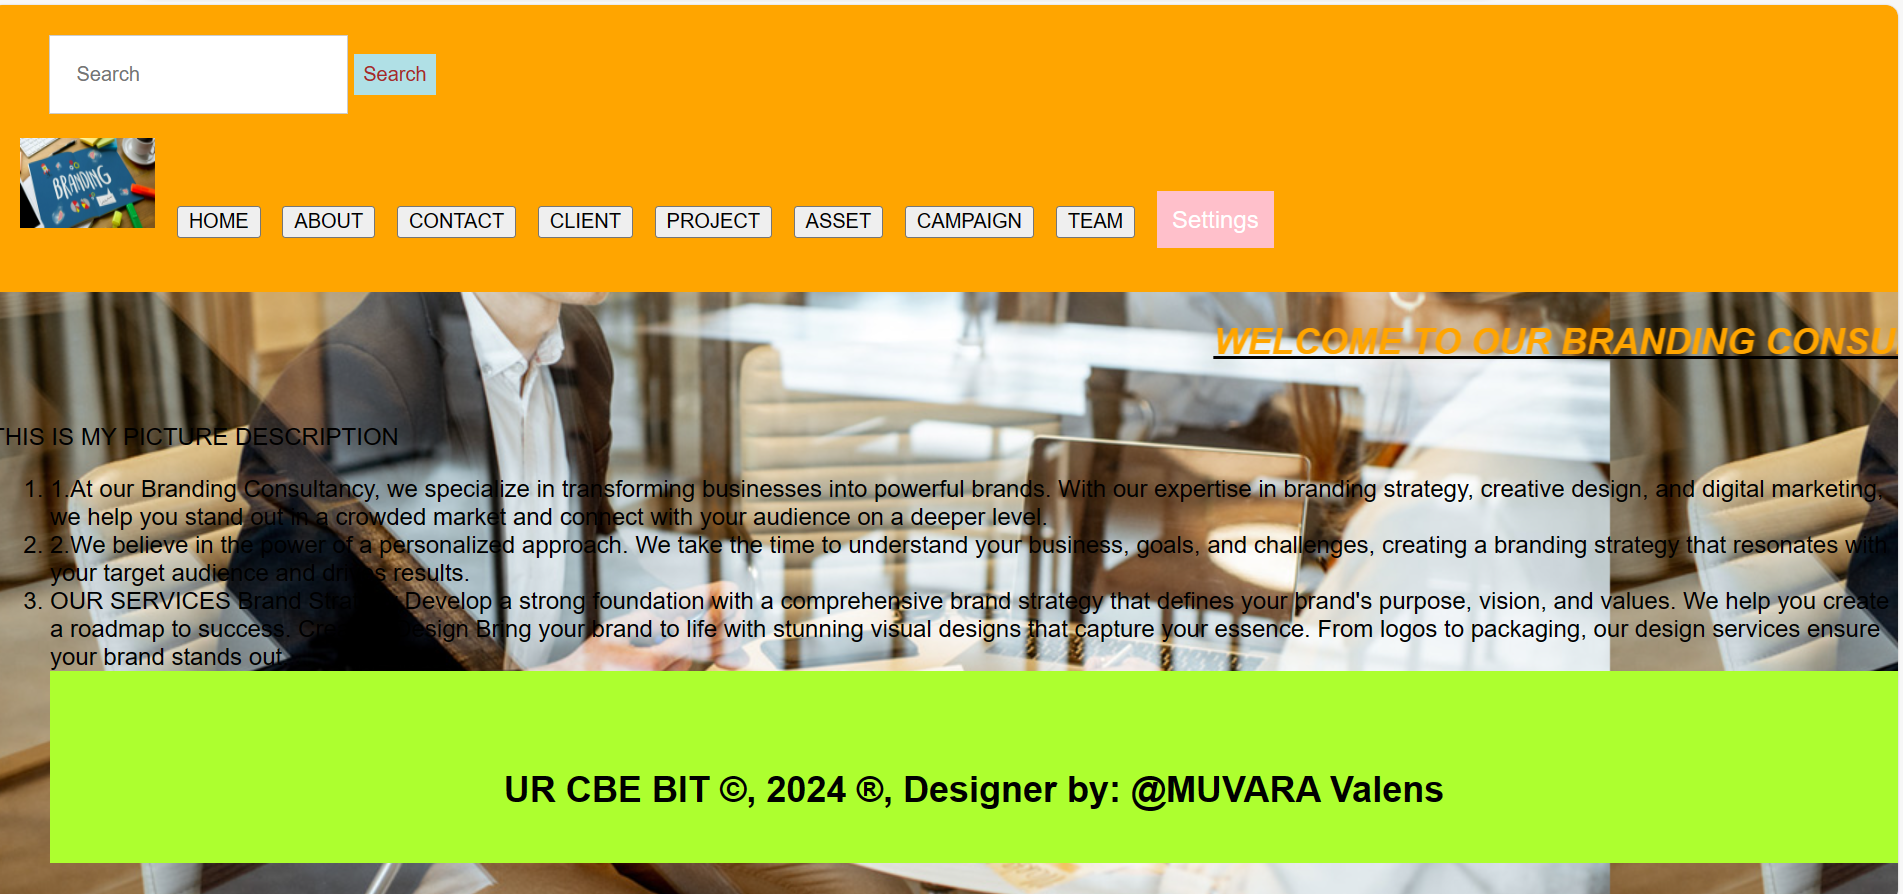 Search Search
BRANDING
HOME ABOUT CONTACT CLIENT PROJECT ASSET CAMPAIGN TEAM Settings
WELCOME TO OUR BRANDING CONSU
THIS IS MY PICTURE DESCRIPTION
1. 1.At our Branding Consultancy, we specialize in transforming businesses into powerful brands. With our expertise in branding strategy, creative design, and digital marketing,
we help you stand out in a crowded market and connect with your audience on a deeper level.
2. 2.We believe in the power of a personalized approach. We take the time to understand your business, goals, and challenges, creating a branding strategy that resonates with
your target audience and drives results.
3. OUR SERVICES Brand Strategy Develop a strong foundation with a comprehensive brand strategy that defines your brand's purpose, vision, and values. We help you create
a roadmap to success. Creative Design Bring your brand to life with stunning visual designs that capture your essence. From logos to packaging, our design services ensure
your brand stands out.
UR CBE BIT ©, 2024 ®, Designer by: @MUVARA Valens